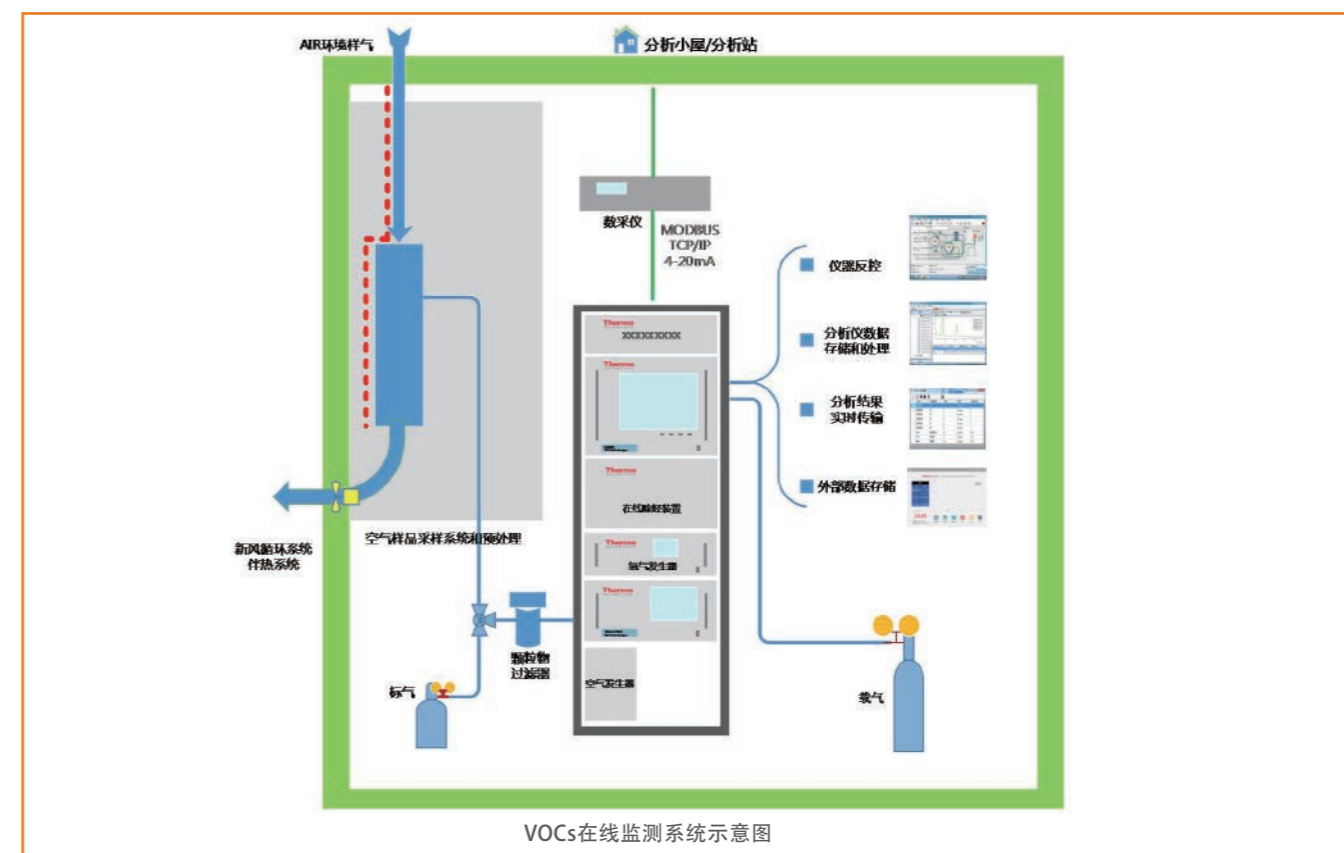 AIR环境样气
分析小屋/分析站
数采仪
MODBUS
TCP/IP
4-20mA
仪器反控
分析仪数据
存储和处理
分析结果
实时传输
外部数据存储
Thermo
XXXXXXXXXX
Thermo
Thermo
在线除烃装置
Thermo
氢气发生器
Thermo
空气发生器
空气样品采样系统和预处理
新风循环系统
伴热系统
颗粒物
过滤器
标气
载气
VOCs在线监测系统示意图